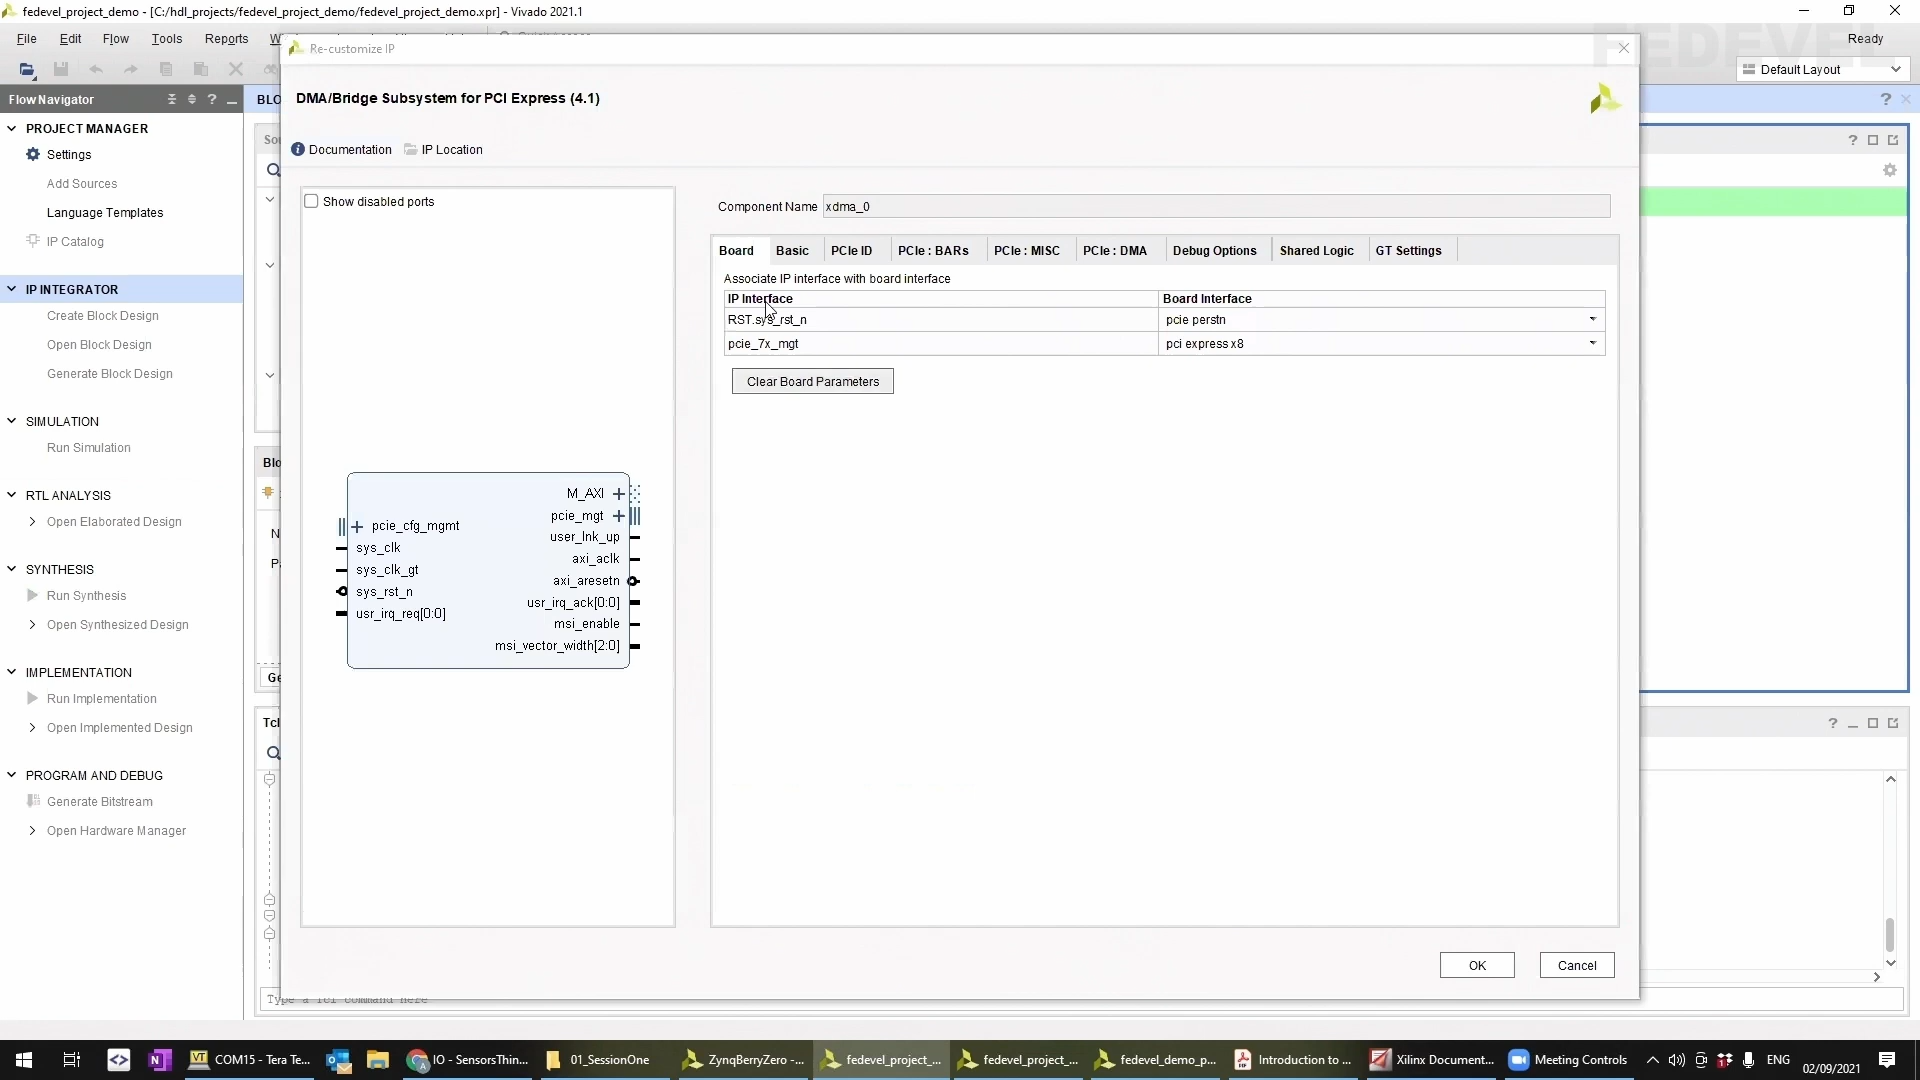 fedevel_project_demo - [C:/hdl_projects/fedevel_project_demo/fedevel_project_demo.xpr] - Vivado 2021.1
File Edit Flow Tools Reports
Ready
FEDEVEL
Default Layout
Re-customize IP
Flow Navigator
BLO
PROJECT MANAGER
Settings
Add Sources
Language Templates
IP Catalog
IP INTEGRATOR
Create Block Design
Open Block Design
Generate Block Design
SIMULATION
Run Simulation
RTL ANALYSIS
Open Elaborated Design
SYNTHESIS
Run Synthesis
Open Synthesized Design
IMPLEMENTATION
Run Implementation
Open Implemented Design
PROGRAM AND DEBUG
Generate Bitstream
Open Hardware Manager
DMA/Bridge Subsystem for PCI Express (4.1)
Documentation IP Location
Show disabled ports
M_AXI
pcie_mgt
user_lnk_up
axi_aclk
axi_aresetn
usr_irq_ack[0:0]
msi_enable
msi_vector_width[2:0]
pcie_cfg_mgmt
sys_clk
sys_clk_gt
sys_rst_n
usr_irq_req[0:0]
Component Name xdma_0
Board Basic PCIe ID PCIe : BARs PCIe : MISC PCIe : DMA Debug Options Shared Logic GT Settings
Associate IP interface with board interface
IP Interface Board Interface
RST.sys_rst_n pcie perstn
pcie_7x_mgt pci express x8
Clear Board Parameters
OK Cancel
Type a Tcl command here
COM15 - Tera Te...
IO - SensorsThin...
01_SessionOne
ZynqBerryZero -...
fedevel_project_...
fedevel_project_...
fedevel_demo_p...
Introduction to ...
Xilinx Document...
Meeting Controls
ENG
02/09/2021